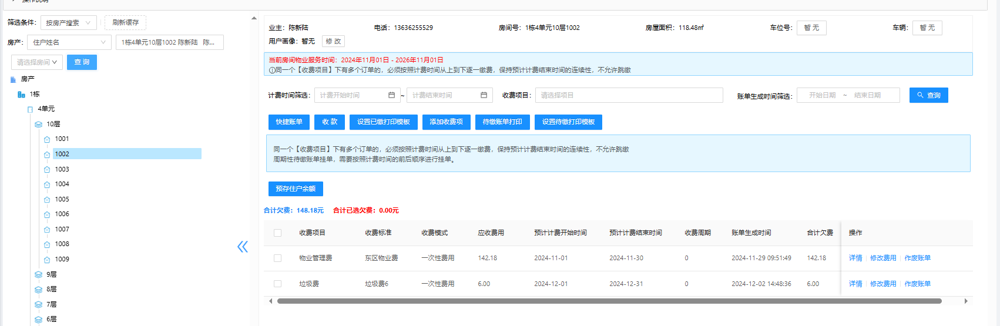 操作说明
筛选条件： 按房产搜索 刷新缓存
房产： 住户姓名 1栋4单元10层1002 陈新陆 陈...
请选择房间 查 询
房产
1栋
4单元
10层
1001
1002
1003
1004
1005
1006
1007
1008
1009
9层
8层
7层
6层
业主：陈新陆 电话：13636255529 房间号：1栋4单元10层1002 房屋面积：118.48㎡ 车位号： 暂 无 车辆： 暂 无
用户画像：暂无 修 改
当前房间物业服务时间：2024年11月01日 - 2026年11月01日
同一个【收费项目】下有多个订单的，必须按照计费时间从上到下逐一缴费，保持预计计费结束时间的连续性，不允许跳缴
计费时间筛选： 计费开始时间 ~ 计费结束时间 收费项目： 请选择项目 账单生成时间筛选： 开始日期 ~ 结束日期 查询
快捷账单 收 款 设置已缴打印模板 添加收费项 待缴账单打印 设置待缴打印模板
同一个【收费项目】下有多个订单的，必须按照计费时间从上到下逐一缴费，保持预计计费结束时间的连续性，不允许跳缴
周期性待缴账单挂单，需要按照计费时间的前后顺序进行挂单。
预存住户余额
合计欠费：148.18元 合计已选欠费：0.00元
收费项目 收费标准 收费模式 应收费用 预计计费开始时间 预计计费结束时间 收费周期 账单生成时间 合计欠费 操作
物业管理费 东区物业费 一次性费用 142.18 2024-11-01 2024-11-30 0 2024-11-29 09:51:49 142.18 详情 修改费用 作废账单
垃圾费 垃圾费6 一次性费用 6.00 2024-12-01 2024-12-31 0 2024-12-02 14:48:36 6.00 详情 修改费用 作废账单